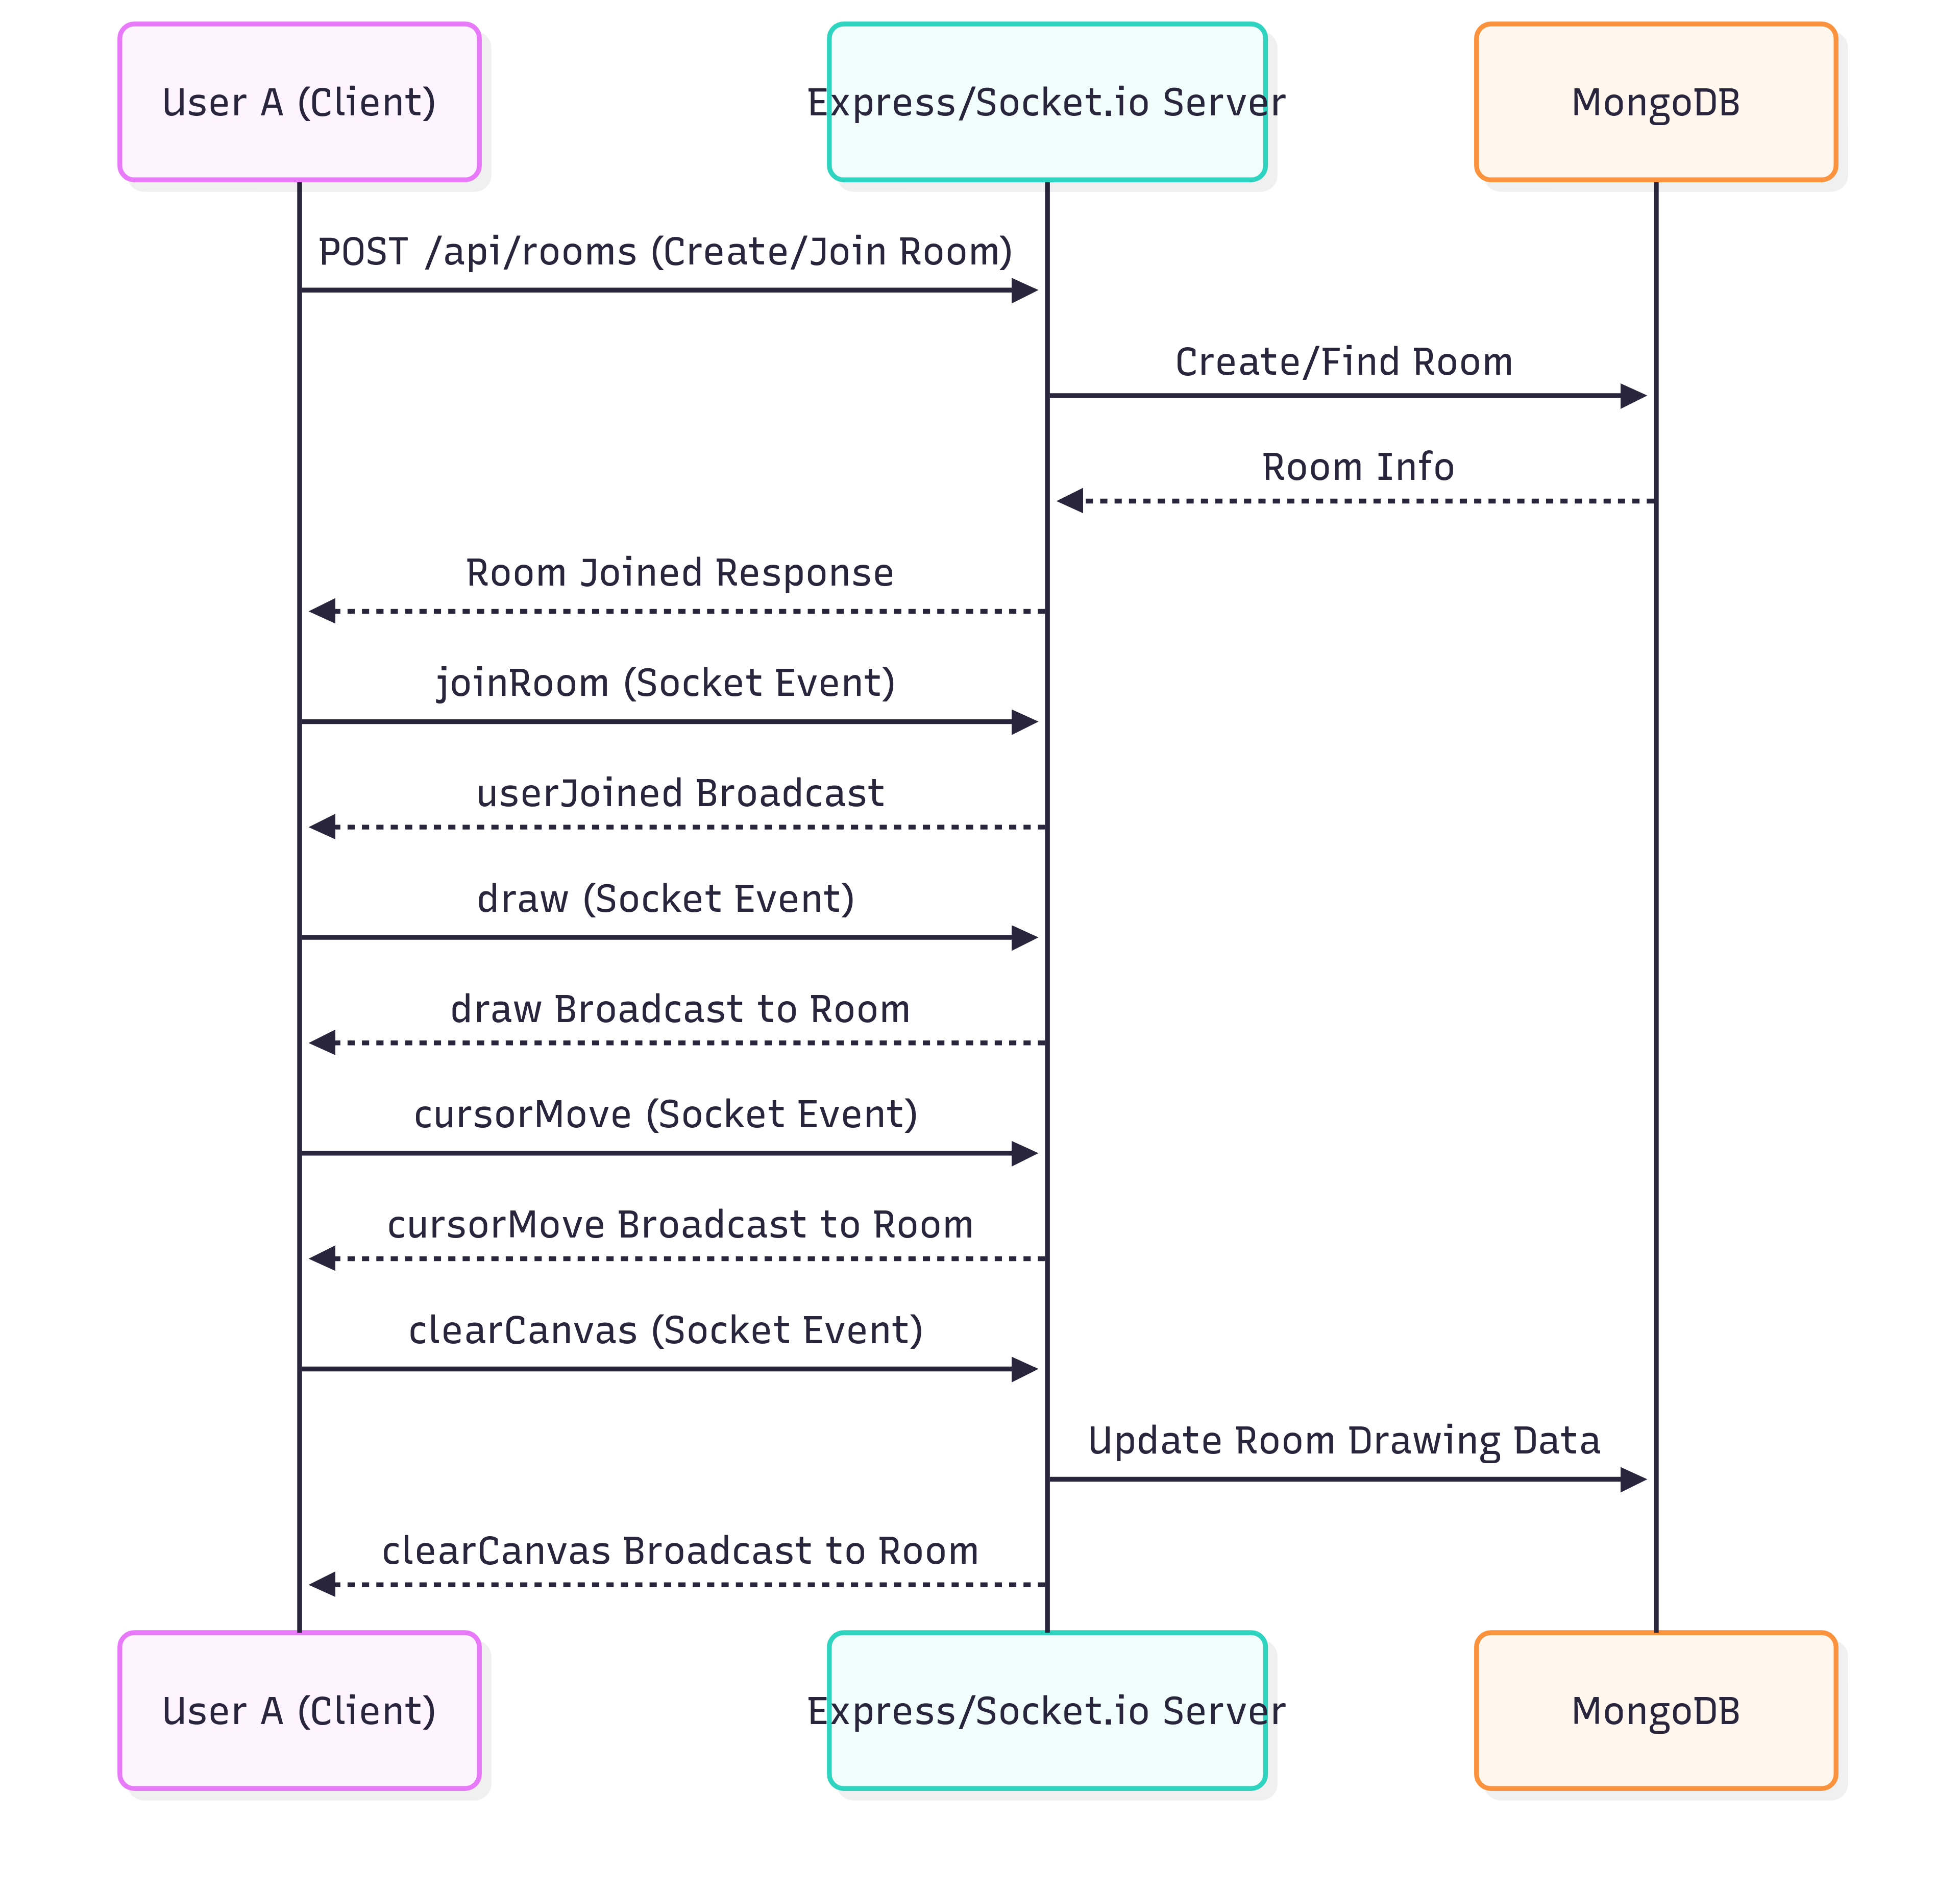 User A (Client)
Express/Socket.io Server
MongoDB
POST /api/rooms (Create/Join Room)
Create/Find Room
Room Info
Room Joined Response
joinRoom (Socket Event)
userJoined Broadcast
draw (Socket Event)
draw Broadcast to Room
cursorMove (Socket Event)
cursorMove Broadcast to Room
clearCanvas (Socket Event)
Update Room Drawing Data
clearCanvas Broadcast to Room
User A (Client)
Express/Socket.io Server
MongoDB